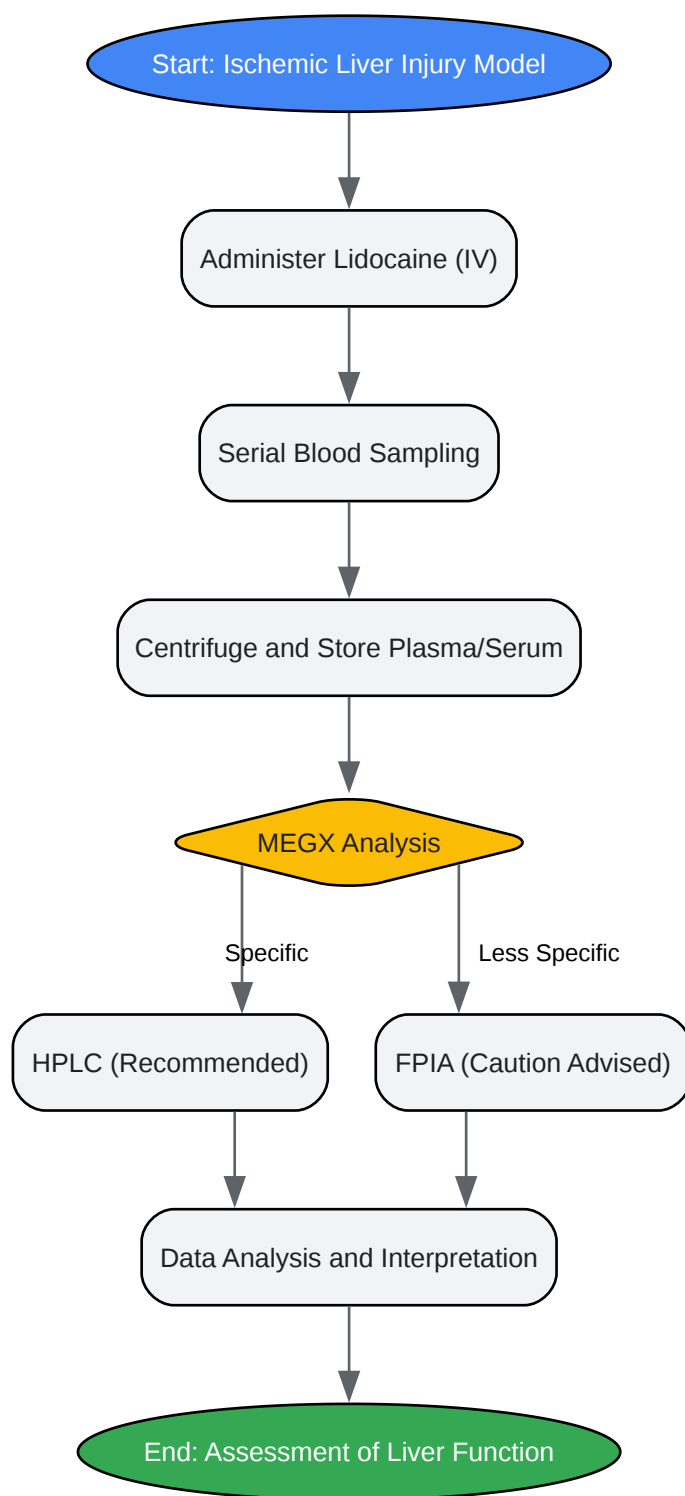 Start: Ischemic Liver Injury Model
Administer Lidocaine (IV)
Serial Blood Sampling
Centrifuge and Store Plasma/Serum
MEGX Analysis
Specific
Less Specific
HPLC (Recommended)
FPIA (Caution Advised)
Data Analysis and Interpretation
End: Assessment of Liver Function